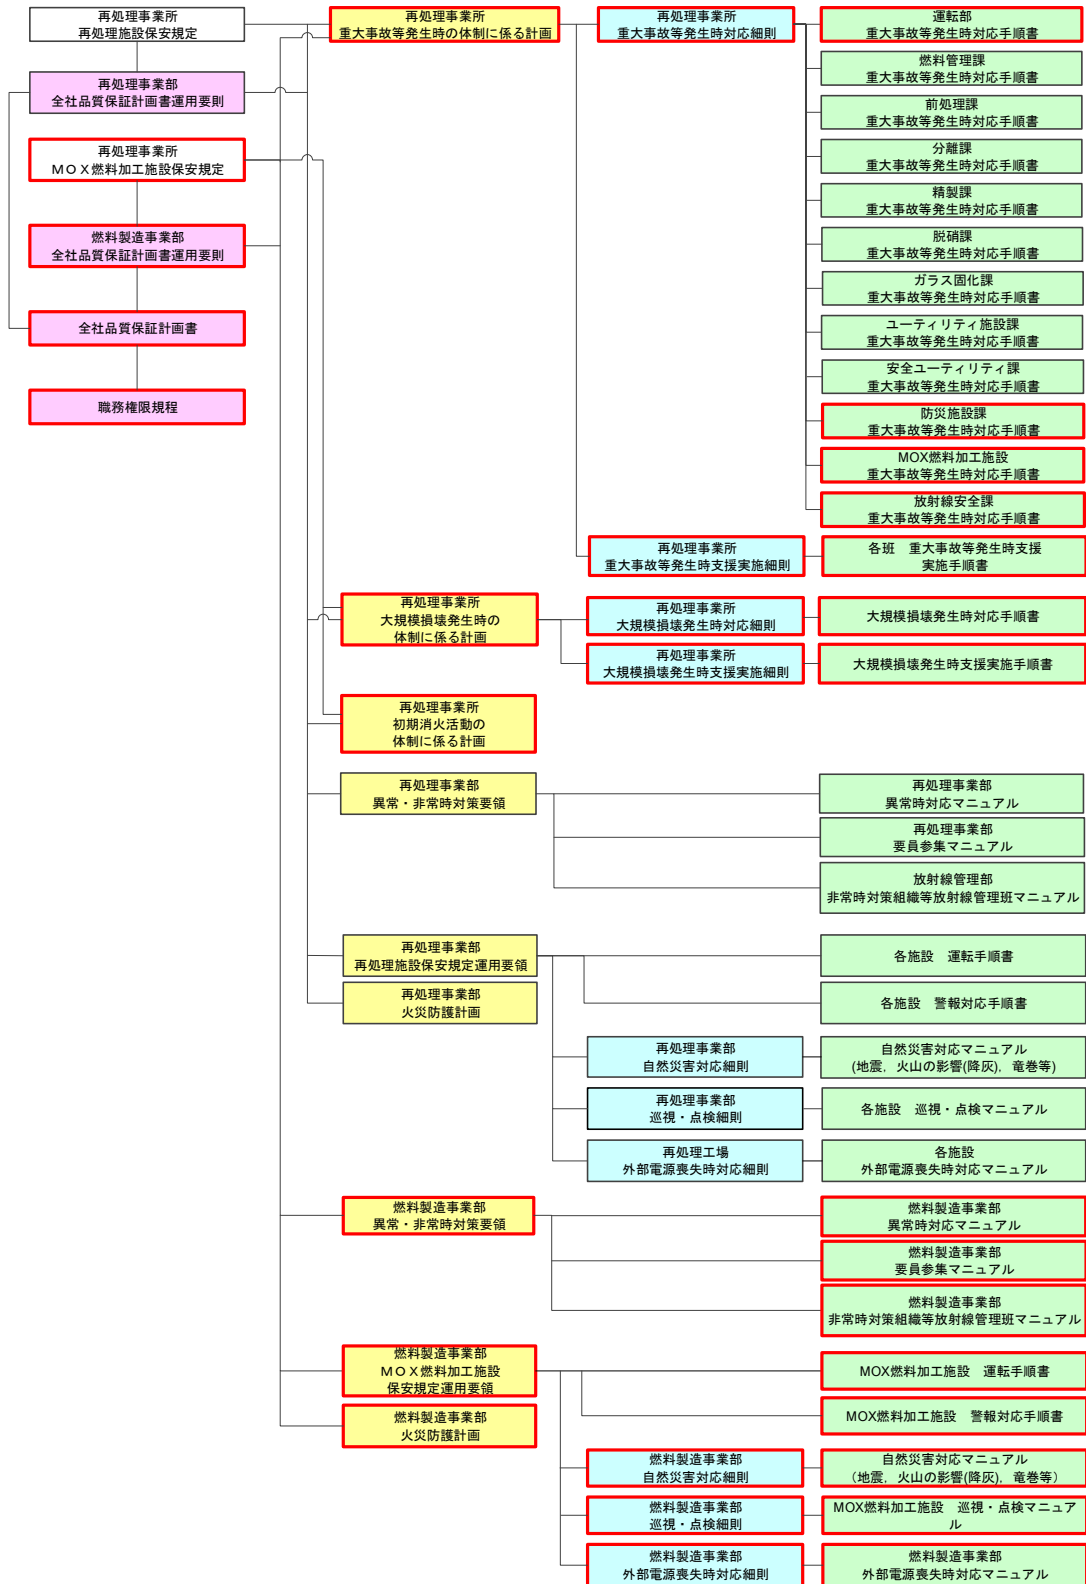 再処理事業所
再処理施設保安規定
再処理事業部
全社品質保証計画書運用要則
再処理事業所
ＭＯＸ燃料加工施設保安規定
燃料製造事業部
全社品質保証計画書運用要則
全社品質保証計画書
職務権限規程
再処理事業所
重大事故等発生時の体制に係る計画
再処理事業所
重大事故等発生時対応細則
運転部
重大事故等発生時対応手順書
燃料管理課
重大事故等発生時対応手順書
前処理課
重大事故等発生時対応手順書
分離課
重大事故等発生時対応手順書
精製課
重大事故等発生時対応手順書
脱硝課
重大事故等発生時対応手順書
ガラス固化課
重大事故等発生時対応手順書
ユーティリティ施設課
重大事故等発生時対応手順書
安全ユーティリティ課
重大事故等発生時対応手順書
防災施設課
重大事故等発生時対応手順書
MOX燃料加工施設
重大事故等発生時対応手順書
放射線安全課
重大事故等発生時対応手順書
再処理事業所
重大事故等発生時支援実施細則
各班　重大事故等発生時支援
実施手順書
再処理事業所
大規模損壊発生時の
体制に係る計画
再処理事業所
大規模損壊発生時対応細則
大規模損壊発生時対応手順書
再処理事業所
大規模損壊発生時支援実施細則
大規模損壊発生時支援実施手順書
再処理事業所
初期消火活動の
体制に係る計画
再処理事業部
異常・非常時対策要領
再処理事業部
異常時対応マニュアル
再処理事業部
要員参集マニュアル
放射線管理部
非常時対策組織等放射線管理班マニュアル
再処理事業部
再処理施設保安規定運用要領
各施設　運転手順書
再処理事業部
火災防護計画
各施設　警報対応手順書
再処理事業部
自然災害対応細則
自然災害対応マニュアル
(地震，火山の影響(降灰)，竜巻等)
再処理事業部
巡視・点検細則
各施設　巡視・点検マニュアル
再処理工場
外部電源喪失時対応細則
各施設
外部電源喪失時対応マニュアル
燃料製造事業部
異常・非常時対策要領
燃料製造事業部
異常時対応マニュアル
燃料製造事業部
要員参集マニュアル
燃料製造事業部
非常時対策組織等放射線管理班マニュアル
燃料製造事業部
ＭＯＸ燃料加工施設
保安規定運用要領
MOX燃料加工施設　運転手順書
燃料製造事業部
火災防護計画
MOX燃料加工施設　警報対応手順書
燃料製造事業部
自然災害対応細則
自然災害対応マニュアル
（地震，火山の影響(降灰)，竜巻等）
燃料製造事業部
巡視・点検細則
MOX燃料加工施設　巡視・点検マニュア
ル
燃料製造事業部
外部電源喪失時対応細則
燃料製造事業部
外部電源喪失時対応マニュアル